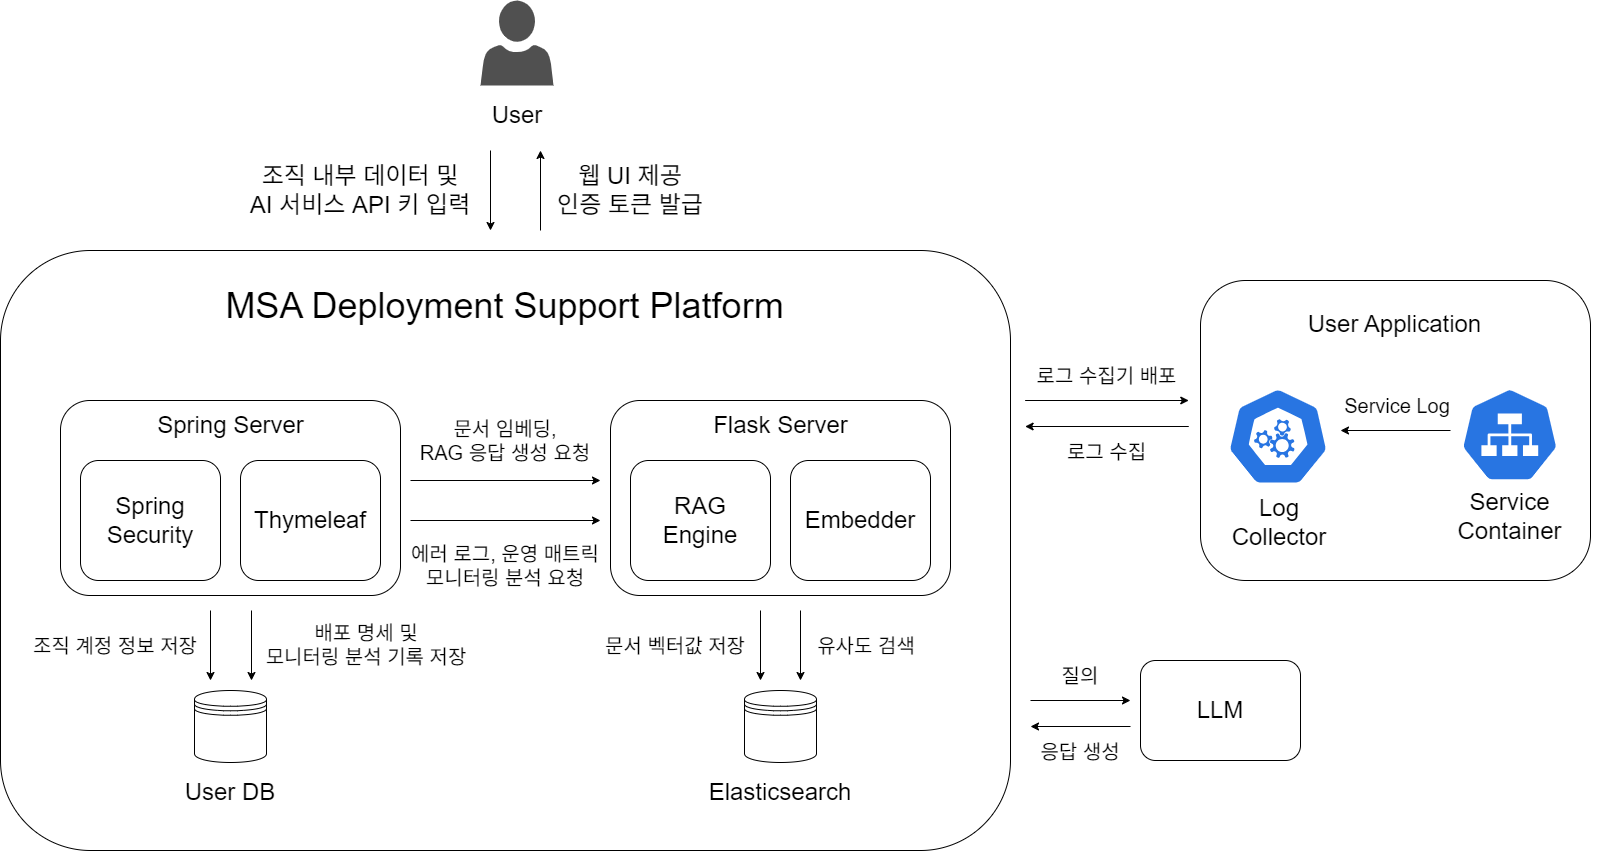 User
조직 내부 데이터 및
AI 서비스 API 키 입력
웹 UI 제공
인증 토큰 발급
MSA Deployment Support Platform
Spring Server
Spring
Security
Thymeleaf
문서 임베딩,
RAG 응답 생성 요청
에러 로그, 운영 매트릭
모니터링 분석 요청
Flask Server
RAG
Engine
Embedder
조직 계정 정보 저장
배포 명세 및
모니터링 분석 기록 저장
문서 벡터값 저장
유사도 검색
User DB
Elasticsearch
로그 수집기 배포
로그 수집
User Application
Service Log
Log
Collector
Service
Container
질의
응답 생성
LLM